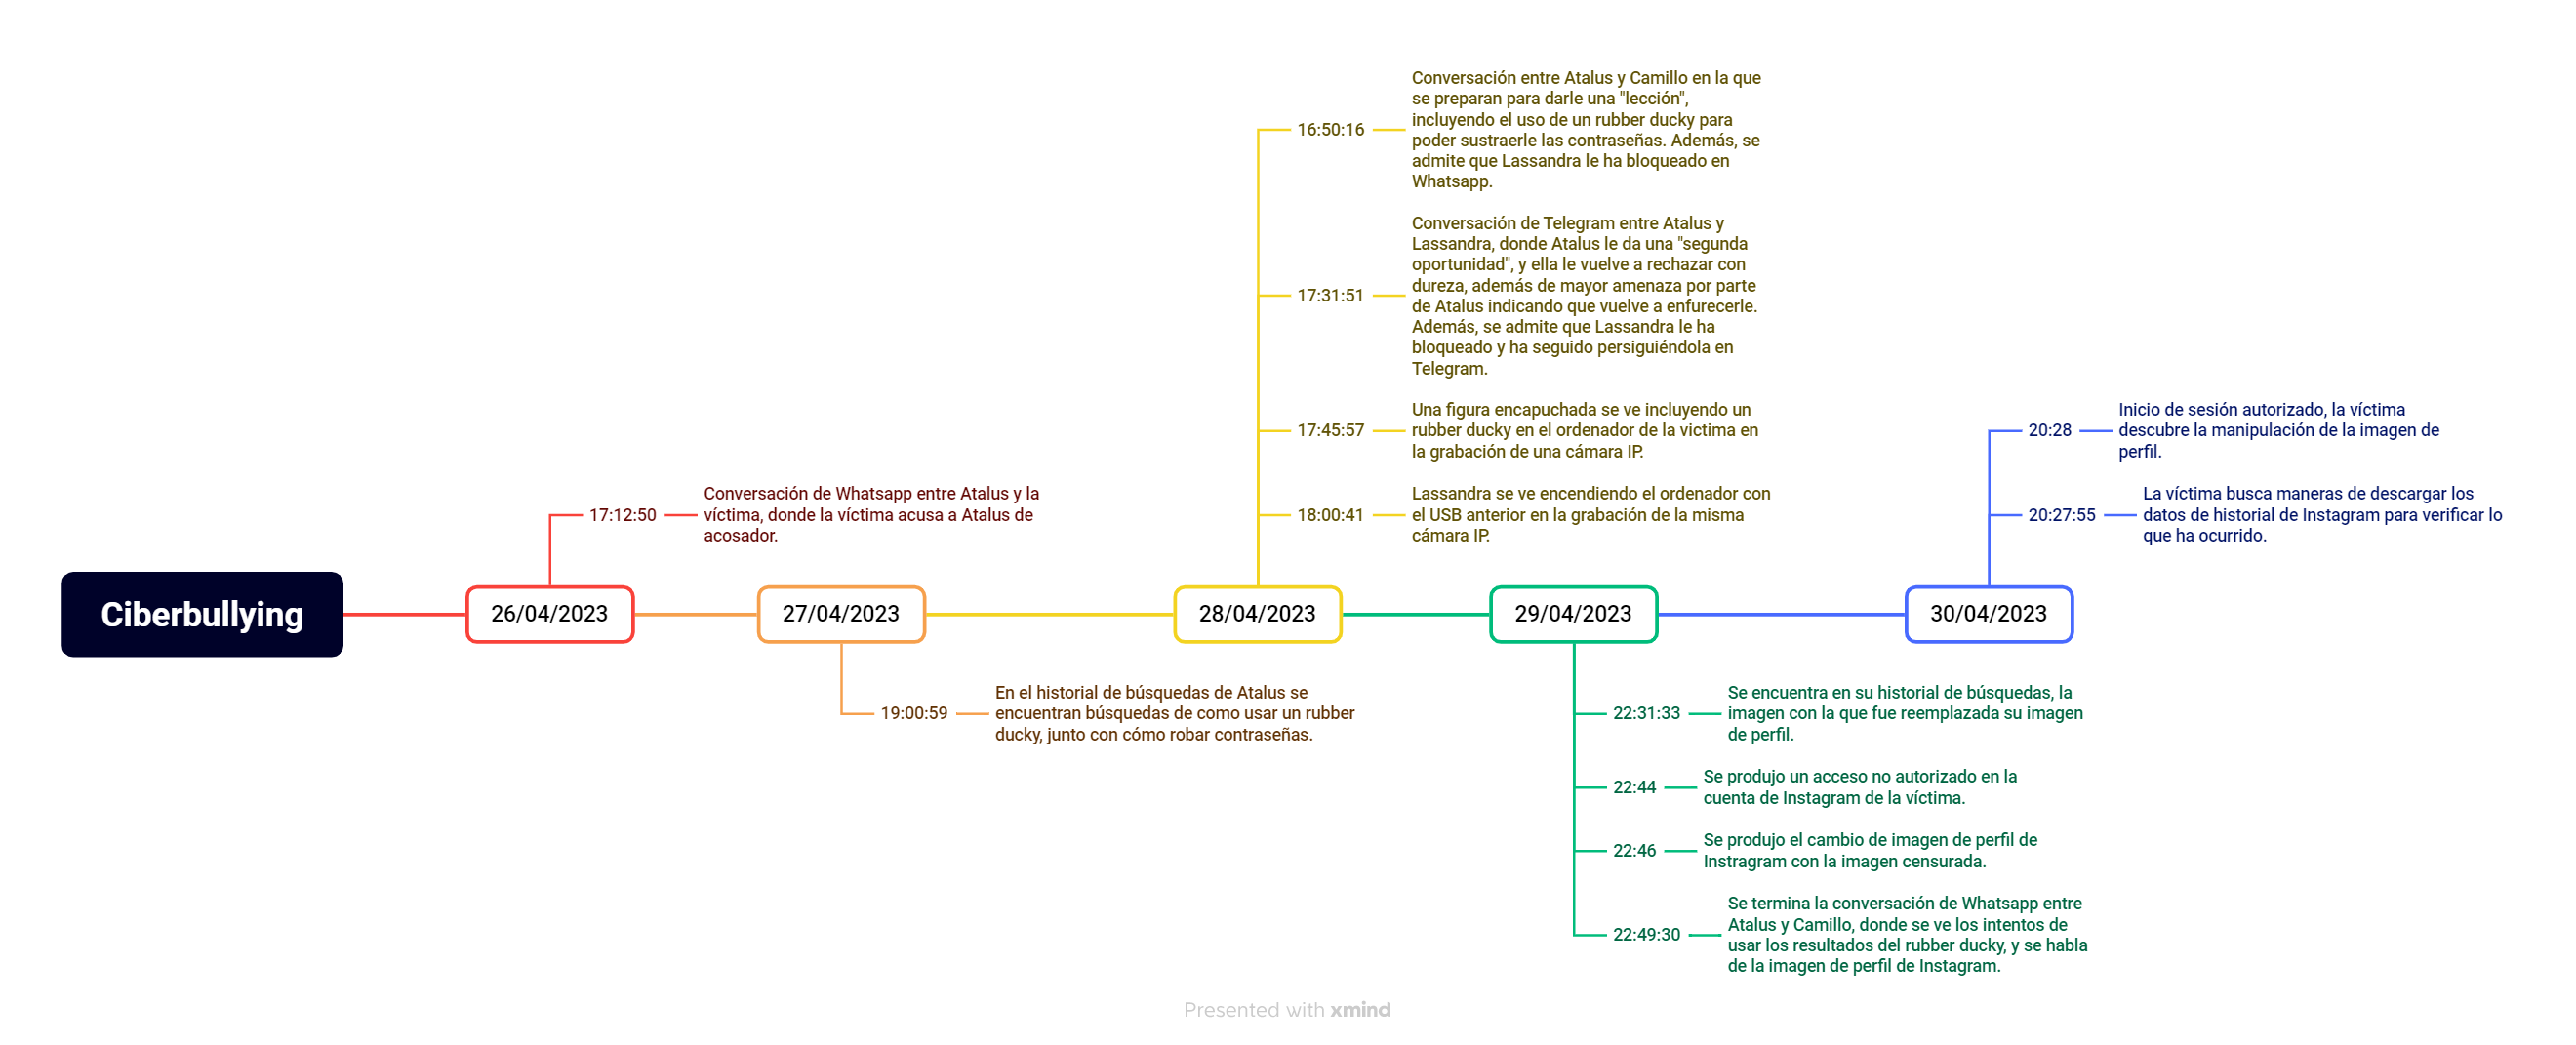 Ciberbullying
26/04/2023
17:12:50
Conversación de Whatsapp entre Atalus y la
víctima, donde la víctima acusa a Atalus de
acosador.
27/04/2023
19:00:59
En el historial de búsquedas de Atalus se
encuentran búsquedas de como usar un rubber
ducky, junto con cómo robar contraseñas.
28/04/2023
16:50:16
Conversación entre Atalus y Camillo en la que
se preparan para darle una "lección",
incluyendo el uso de un rubber ducky para
poder sustraerle las contraseñas. Además, se
admite que Lassandra le ha bloqueado en
Whatsapp.
17:31:51
Conversación de Telegram entre Atalus y
Lassandra, donde Atalus le da una "segunda
oportunidad", y ella le vuelve a rechazar con
dureza, además de mayor amenaza por parte
de Atalus indicando que vuelve a enfurecerle.
Además, se admite que Lassandra le ha
bloqueado y ha seguido persiguiéndola en
Telegram.
17:45:57
Una figura encapuchada se ve incluyendo un
rubber ducky en el ordenador de la victima en
la grabación de una cámara IP.
18:00:41
Lassandra se ve encendiendo el ordenador con
el USB anterior en la grabación de la misma
cámara IP.
29/04/2023
22:31:33
Se encuentra en su historial de búsquedas, la
imagen con la que fue reemplazada su imagen
de perfil.
22:44
Se produjo un acceso no autorizado en la
cuenta de Instagram de la víctima.
22:46
Se produjo el cambio de imagen de perfil de
Instragram con la imagen censurada.
22:49:30
Se termina la conversación de Whatsapp entre
Atalus y Camillo, donde se ve los intentos de
usar los resultados del rubber ducky, y se habla
de la imagen de perfil de Instagram.
30/04/2023
20:28
Inicio de sesión autorizado, la víctima
descubre la manipulación de la imagen de
perfil.
20:27:55
La víctima busca maneras de descargar los
datos de historial de Instagram para verificar lo
que ha ocurrido.
Presented with xmind